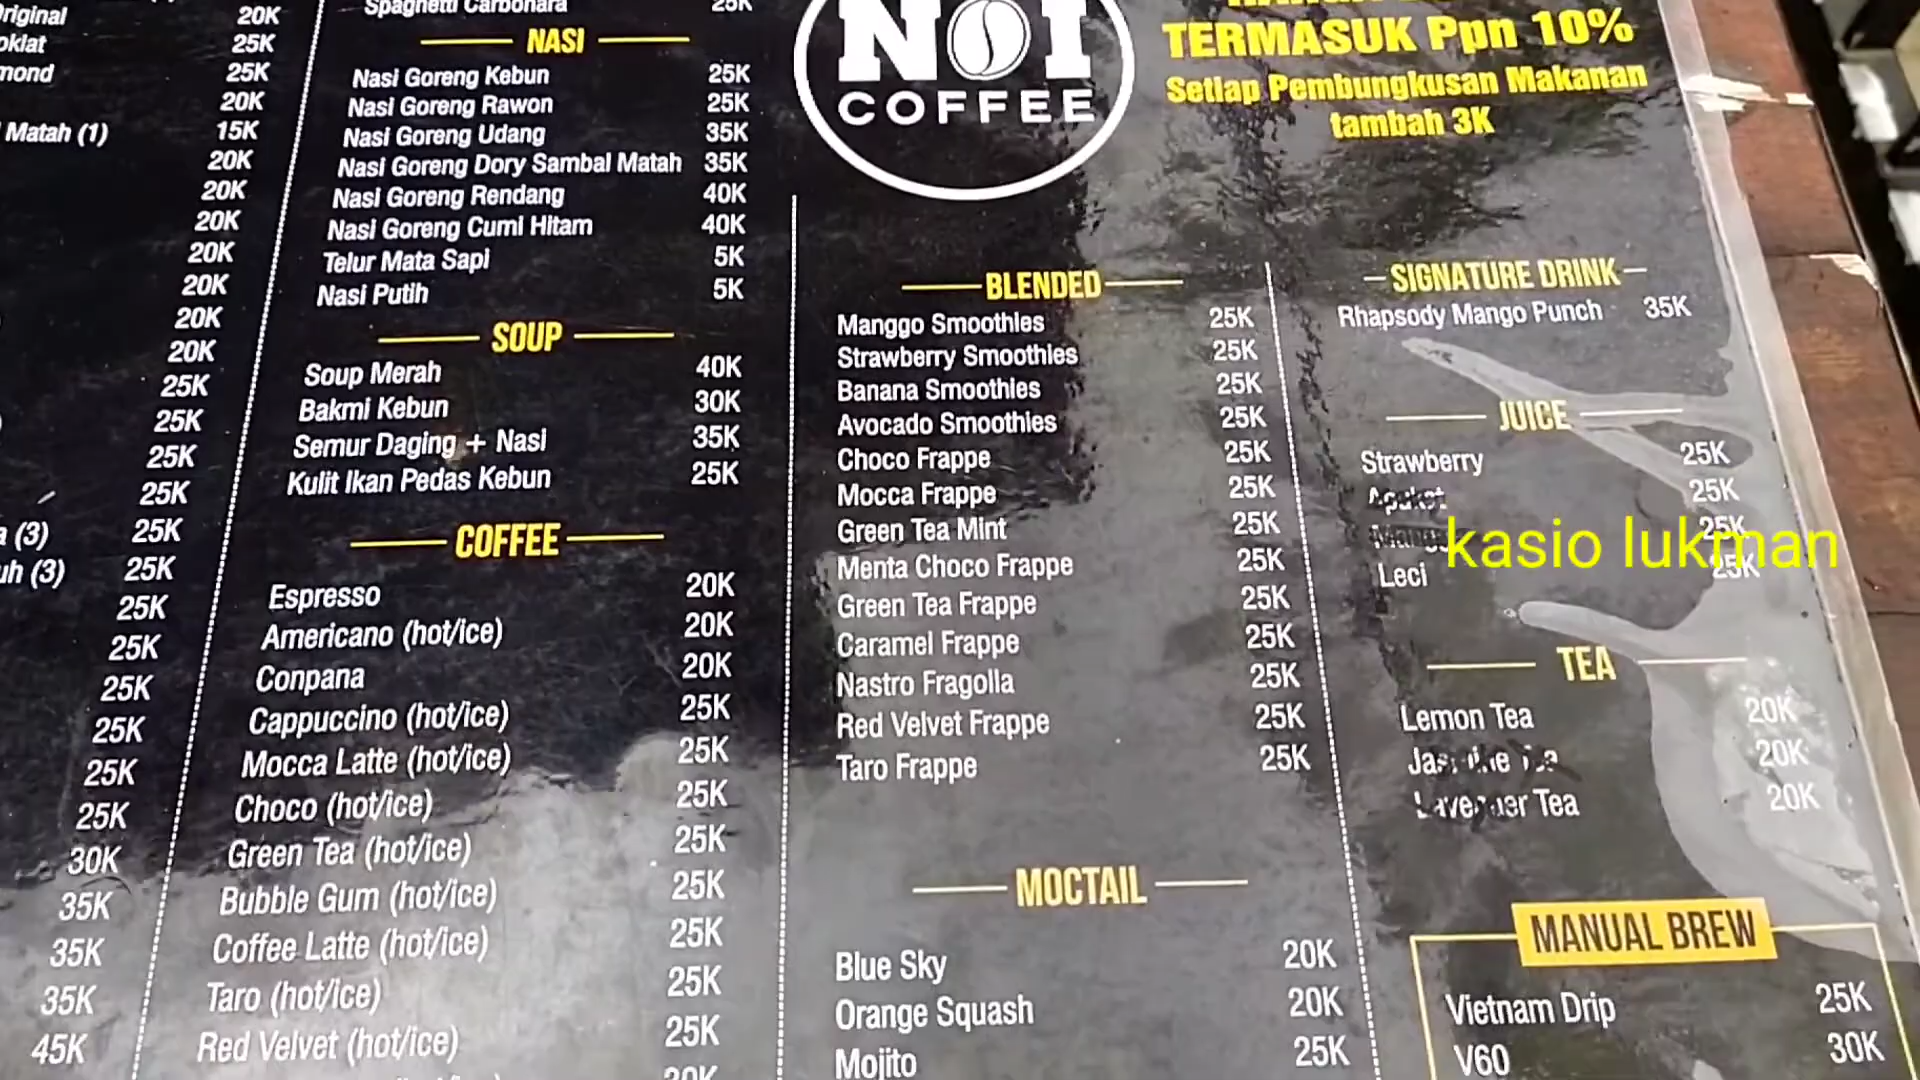 Original 20K
oklat 25K
mond 25K
20K
Matah (1) 15K
20K
20K
20K
20K
20K
20K
20K
25K
25K
25K
25K
a (3) 25K
uh (3) 25K
25K
25K
25K
25K
25K
25K
30K
35K
35K
35K
45K
Spaghetti Carbonara 25K
NASI
Nasi Goreng Kebun 25K
Nasi Goreng Rawon 25K
Nasi Goreng Udang 35K
Nasi Goreng Dory Sambal Matah 35K
Nasi Goreng Rendang 40K
Nasi Goreng Cumi Hitam 40K
Telur Mata Sapi 5K
Nasi Putih 5K
SOUP
Soup Merah 40K
Bakmi Kebun 30K
Semur Daging + Nasi 35K
Kulit Ikan Pedas Kebun 25K
COFFEE
Espresso 20K
Americano (hot/ice) 20K
Conpana 20K
Cappuccino (hot/ice) 25K
Mocca Latte (hot/ice) 25K
Choco (hot/ice) 25K
Green Tea (hot/ice) 25K
Bubble Gum (hot/ice) 25K
Coffee Latte (hot/ice) 25K
Taro (hot/ice) 25K
Red Velvet (hot/ice) 25K
20K
NOI
COFFEE
TERMASUK Ppn 10%
Setiap Pembungkusan Makanan
tambah 3K
BLENDED
Manggo Smoothies 25K
Strawberry Smoothies 25K
Banana Smoothies 25K
Avocado Smoothies 25K
Choco Frappe 25K
Mocca Frappe 25K
Green Tea Mint 25K
Menta Choco Frappe 25K
Green Tea Frappe 25K
Caramel Frappe 25K
Nastro Fragolla 25K
Red Velvet Frappe 25K
Taro Frappe 25K
MOCTAIL
Blue Sky 20K
Orange Squash 20K
Mojito 25K
SIGNATURE DRINK
Rhapsody Mango Punch 35K
JUICE
Strawberry 25K
25K
25K
Leci 25K
kasio lukman
TEA
Lemon Tea 20K
Jasmine Tea 20K
Lavender Tea 20K
MANUAL BREW
Vietnam Drip 25K
V60 30K